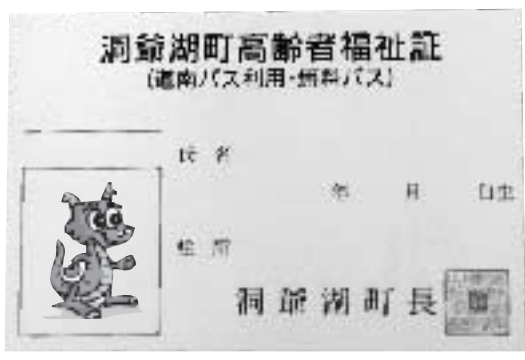 洞爺湖町高齢者福祉証
(道南バス利用・無料パス)
氏名
年 月 日生
住所
洞爺湖町長